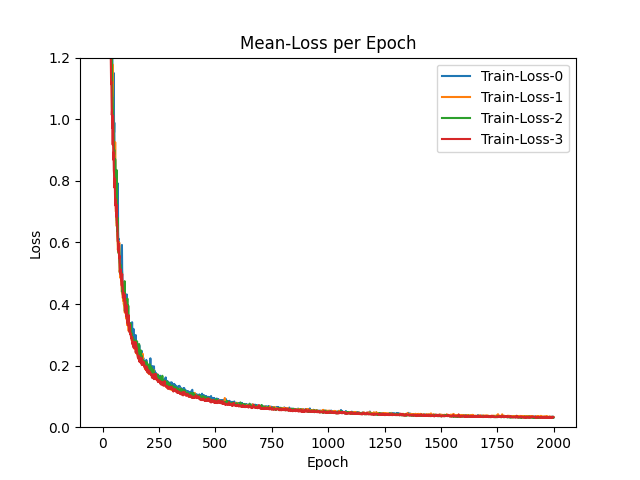 Mean-Loss per Epoch
Train-Loss-0
Train-Loss-1
Train-Loss-2
Train-Loss-3
Loss
1.2
1.0
0.8
0.6
0.4
0.2
0.0
0 250 500 750 1000 1250 1500 1750 2000
Epoch